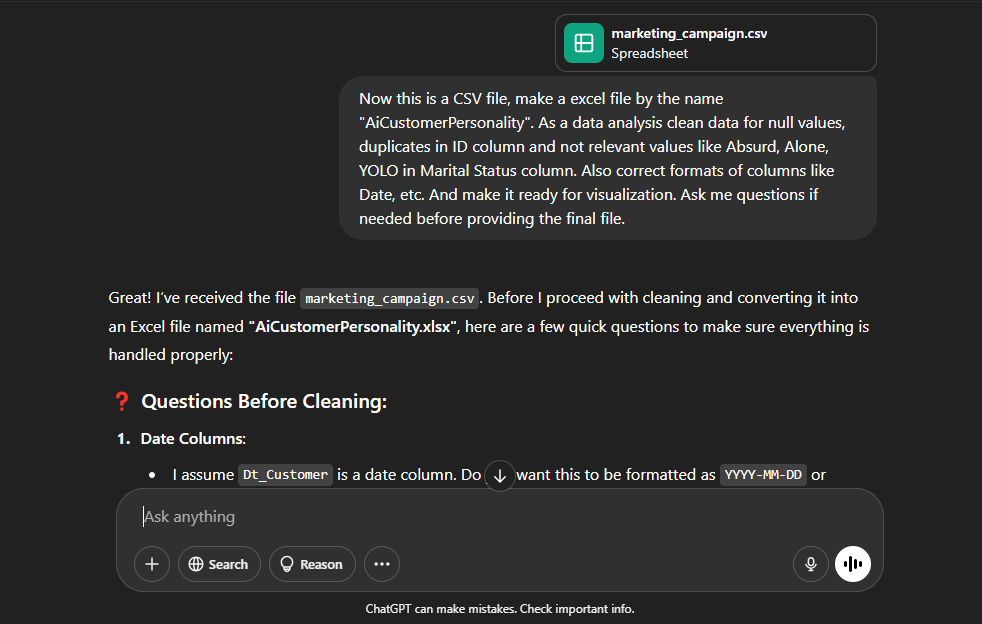 marketing_campaign.csv
Spreadsheet
Now this is a CSV file, make a excel file by the name
"AiCustomerPersonality". As a data analysis clean data for null values,
duplicates in ID column and not relevant values like Absurd, Alone,
YOLO in Marital Status column. Also correct formats of columns like
Date, etc. And make it ready for visualization. Ask me questions if
needed before providing the final file.
Great! I’ve received the file marketing_campaign.csv. Before I proceed with cleaning and converting it into
an Excel file named "AiCustomerPersonality.xlsx", here are a few quick questions to make sure everything is
handled properly:
❓ Questions Before Cleaning:
1. Date Columns:
• I assume Dt_Customer is a date column. Do want this to be formatted as YYYY-MM-DD or
Ask anything
Search
Reason
ChatGPT can make mistakes. Check important info.